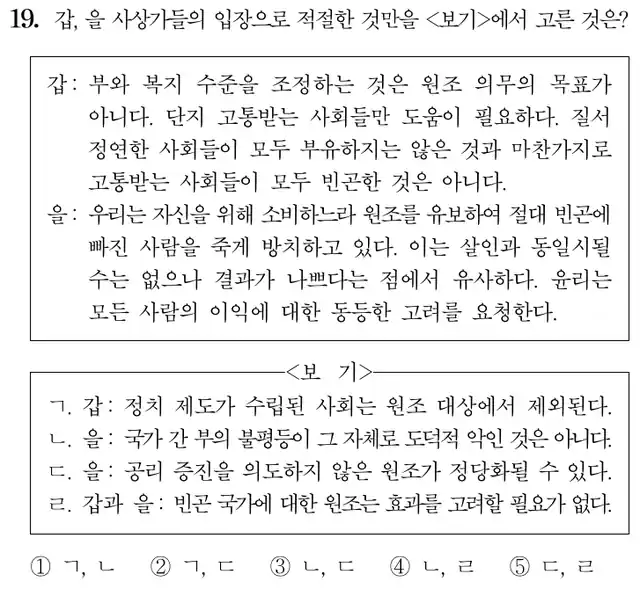 19. 갑, 을 사상가들의 입장으로 적절한 것만을 <보기>에서 고른 것은?
갑: 부와 복지 수준을 조정하는 것은 원조 의무의 목표가
아니다. 단지 고통받는 사회들만 도움이 필요하다. 질서
정연한 사회들이 모두 부유하지는 않은 것과 마찬가지로
고통받는 사회들이 모두 빈곤한 것은 아니다.
을: 우리는 자신을 위해 소비하느라 원조를 유보하여 절대 빈곤에
빠진 사람을 죽게 방치하고 있다. 이는 살인과 동일시될
수는 없으나 결과가 나쁘다는 점에서 유사하다. 윤리는
모든 사람의 이익에 대한 동등한 고려를 요청한다.
<보 기>
ㄱ. 갑: 정치 제도가 수립된 사회는 원조 대상에서 제외된다.
ㄴ. 을: 국가 간 부의 불평등이 그 자체로 도덕적 악인 것은 아니다.
ㄷ. 을: 공리 증진을 의도하지 않은 원조가 정당화될 수 있다.
ㄹ. 갑과 을: 빈곤 국가에 대한 원조는 효과를 고려할 필요가 없다.
① ㄱ, ㄴ ② ㄱ, ㄷ ③ ㄴ, ㄷ ④ ㄴ, ㄹ ⑤ ㄷ, ㄹ